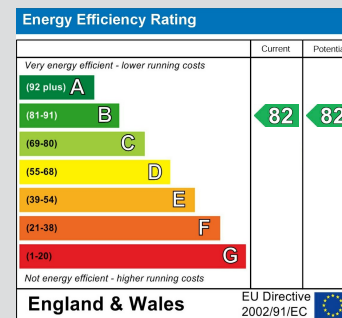 Energy Efficiency Rating
Current
Very energy efficient - lower running costs
(92 plus) A
(81-91) B
82 82
(69-80) C
(55-68) D
(39-54) E
(21-38) F
(1-20) G
Not energy efficient - higher running costs
England & Wales
EU Directive
2002/91/EC